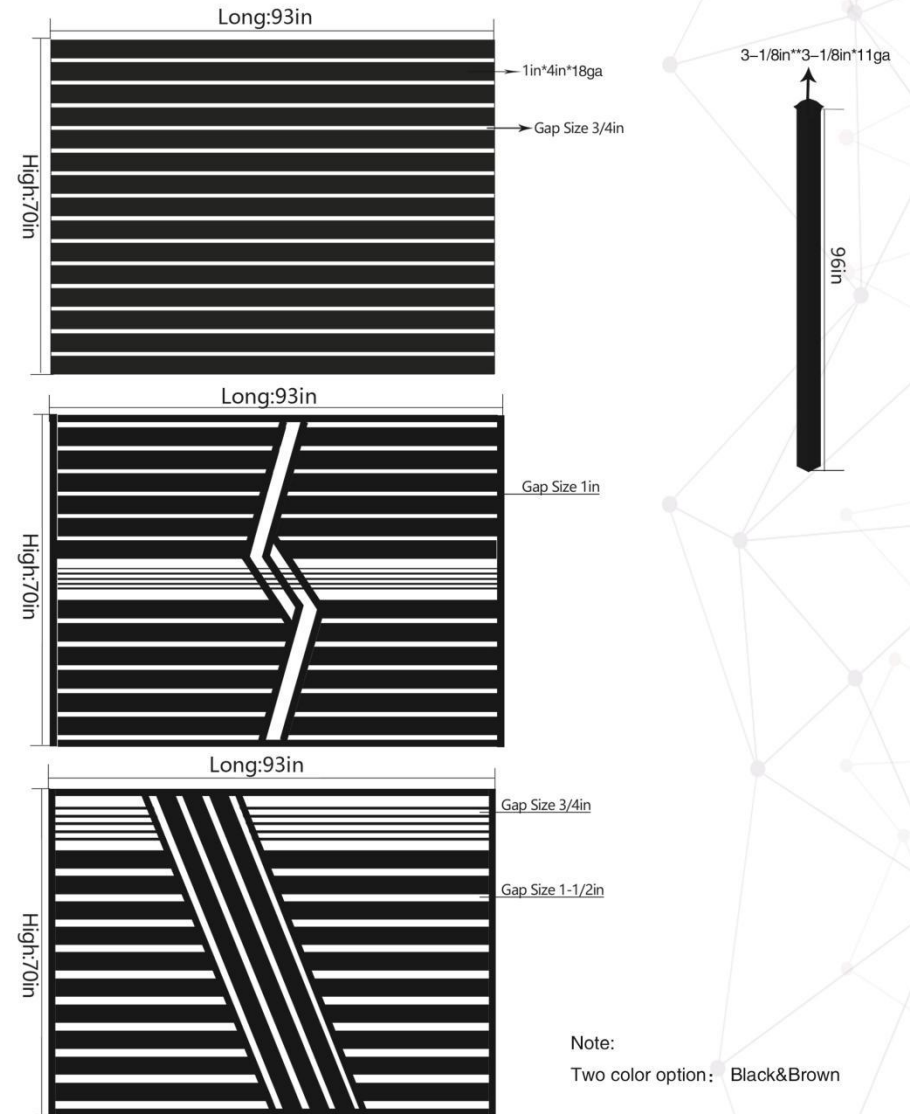 Long:93in
High:70in
1in*4in*18ga
Gap Size 3/4in
3-1/8in**3-1/8in*11ga
96in
Long:93in
High:70in
Gap Size 1in
Long:93in
High:70in
Gap Size 3/4in
Gap Size 1-1/2in
Note:
Two color option: Black&Brown